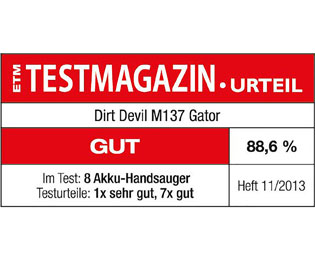 ETM TESTMAGAZIN·URTEIL
Dirt Devil M137 Gator
GUT
88,6 %
Im Test: 8 Akku-Handsauger
Testurteile: 1x sehr gut, 7x gut
Heft 11/2013